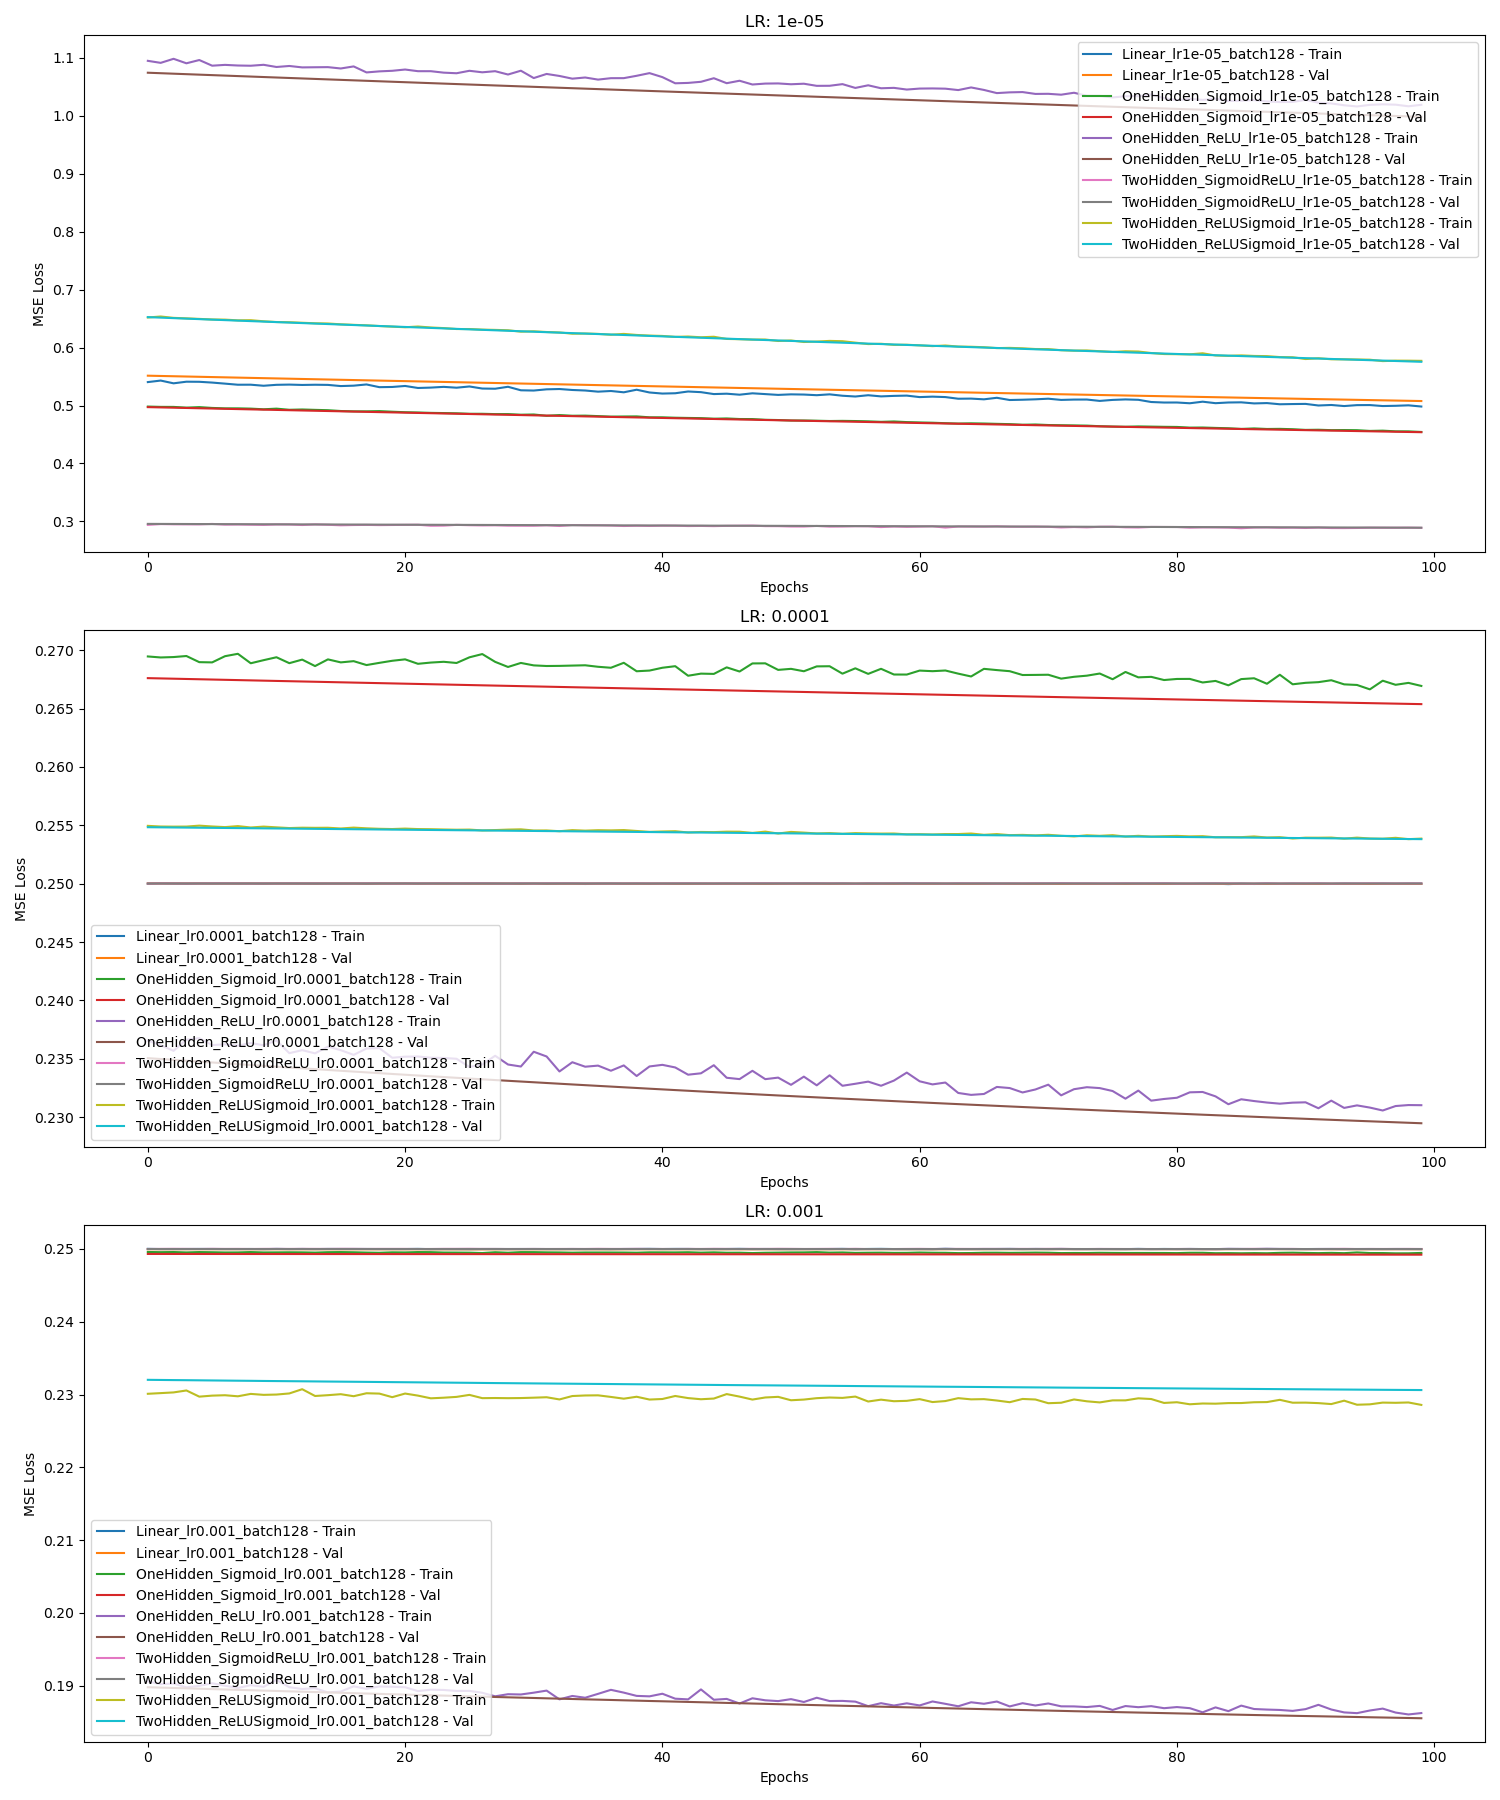 LR: 1e-05
1.1
1.0
0.9
0.8
0.7
0.6
0.5
0.4
0.3
MSE Loss
Linear_lr1e-05_batch128 - Train
Linear_lr1e-05_batch128 - Val
OneHidden_Sigmoid_lr1e-05_batch128 - Train
OneHidden_Sigmoid_lr1e-05_batch128 - Val
OneHidden_ReLU_lr1e-05_batch128 - Train
OneHidden_ReLU_lr1e-05_batch128 - Val
TwoHidden_SigmoidReLU_lr1e-05_batch128 - Train
TwoHidden_SigmoidReLU_lr1e-05_batch128 - Val
TwoHidden_ReLUSigmoid_lr1e-05_batch128 - Train
TwoHidden_ReLUSigmoid_lr1e-05_batch128 - Val
0 20 40 60 80 100
Epochs
LR: 0.0001
0.270
0.265
0.260
0.255
0.250
0.245
0.240
0.235
0.230
MSE Loss
Linear_lr0.0001_batch128 - Train
Linear_lr0.0001_batch128 - Val
OneHidden_Sigmoid_lr0.0001_batch128 - Train
OneHidden_Sigmoid_lr0.0001_batch128 - Val
OneHidden_ReLU_lr0.0001_batch128 - Train
OneHidden_ReLU_lr0.0001_batch128 - Val
TwoHidden_SigmoidReLU_lr0.0001_batch128 - Train
TwoHidden_SigmoidReLU_lr0.0001_batch128 - Val
TwoHidden_ReLUSigmoid_lr0.0001_batch128 - Train
TwoHidden_ReLUSigmoid_lr0.0001_batch128 - Val
0 20 40 60 80 100
Epochs
LR: 0.001
0.25
0.24
0.23
0.22
0.21
0.20
0.19
MSE Loss
Linear_lr0.001_batch128 - Train
Linear_lr0.001_batch128 - Val
OneHidden_Sigmoid_lr0.001_batch128 - Train
OneHidden_Sigmoid_lr0.001_batch128 - Val
OneHidden_ReLU_lr0.001_batch128 - Train
OneHidden_ReLU_lr0.001_batch128 - Val
TwoHidden_SigmoidReLU_lr0.001_batch128 - Train
TwoHidden_SigmoidReLU_lr0.001_batch128 - Val
TwoHidden_ReLUSigmoid_lr0.001_batch128 - Train
TwoHidden_ReLUSigmoid_lr0.001_batch128 - Val
0 20 40 60 80 100
Epochs